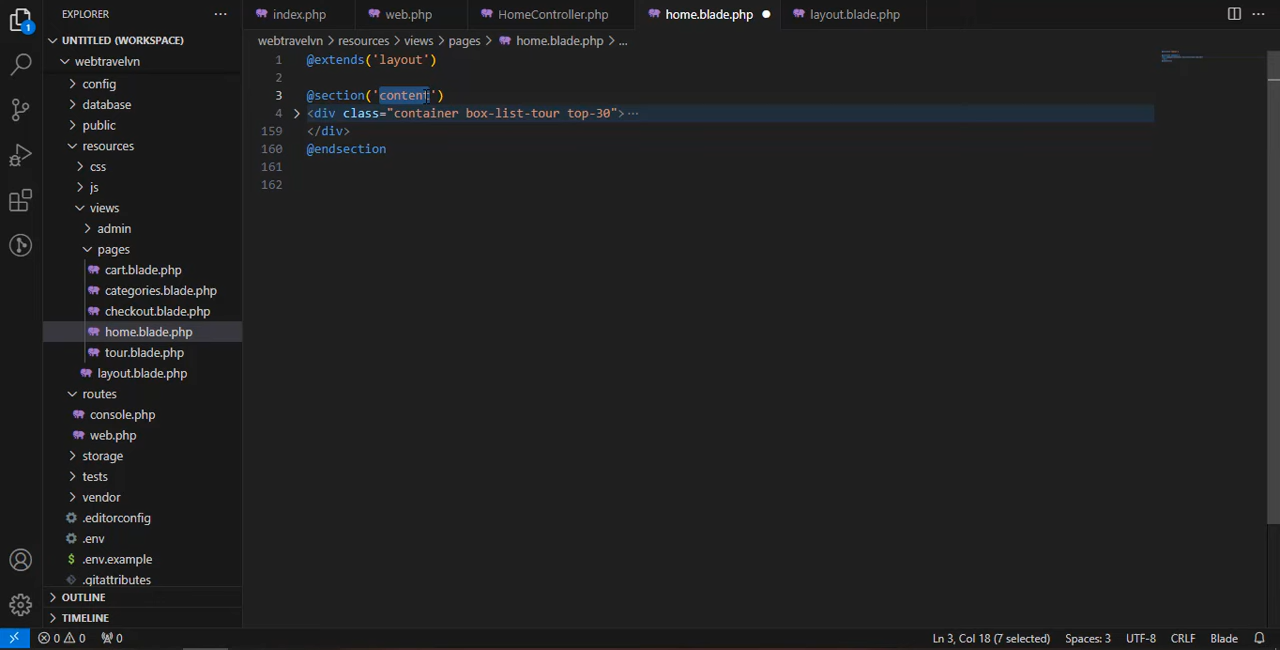 EXPLORER ···
index.php web.php HomeController.php home.blade.php layout.blade.php ···
UNTITLED (WORKSPACE)
webtravelvn > resources > views > pages > home.blade.php > ...
webtravelvn
1 @extends('layout')
config
2
database
3 @section('content')
public
4 <div class="container box-list-tour top-30">···
resources
159 </div>
css
160 @endsection
js
161
views
162
admin
pages
cart.blade.php
categories.blade.php
checkout.blade.php
home.blade.php
tour.blade.php
layout.blade.php
routes
console.php
web.php
storage
tests
vendor
.editorconfig
.env
$ .env.example
.gitattributes
OUTLINE
TIMELINE
1
0 0 0 Ln 3, Col 18 (7 selected) Spaces: 3 UTF-8 CRLF Blade